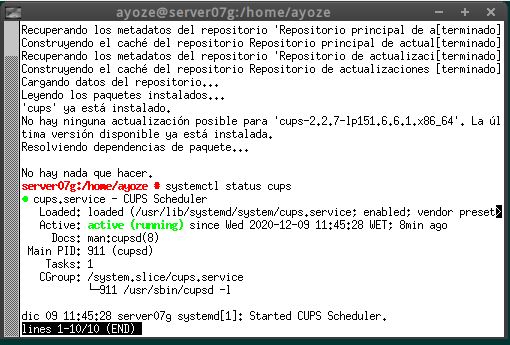 ayoze@server07g:/home/ayoze
Recuperando los metadatos del repositorio 'Repositorio principal de a[terminado]
Construyendo el caché del repositorio Repositorio principal de actual[terminado]
Recuperando los metadatos del repositorio 'Repositorio de actualizaci[terminado]
Construyendo el caché del repositorio Repositorio de actualizaciones [terminado]
Cargando datos del repositorio...
Leyendo los paquetes instalados...
'cups' ya está instalado.
No hay ninguna actualización posible para 'cups-2.2.7-lp151.6.6.1.x86_64'. La úl
tima versión disponible ya está instalada.
Resolviendo dependencias de paquete...
No hay nada que hacer.
server07g:/home/ayoze # systemctl status cups
● cups.service - CUPS Scheduler
Loaded: loaded (/usr/lib/systemd/system/cups.service; enabled; vendor preset>
Active: active (running) since Wed 2020-12-09 11:45:28 WET; 8min ago
Docs: man:cupsd(8)
Main PID: 911 (cupsd)
Tasks: 1
CGroup: /system.slice/cups.service
└─911 /usr/sbin/cupsd -l
dic 09 11:45:28 server07g systemd[1]: Started CUPS Scheduler.
lines 1-10/10 (END)